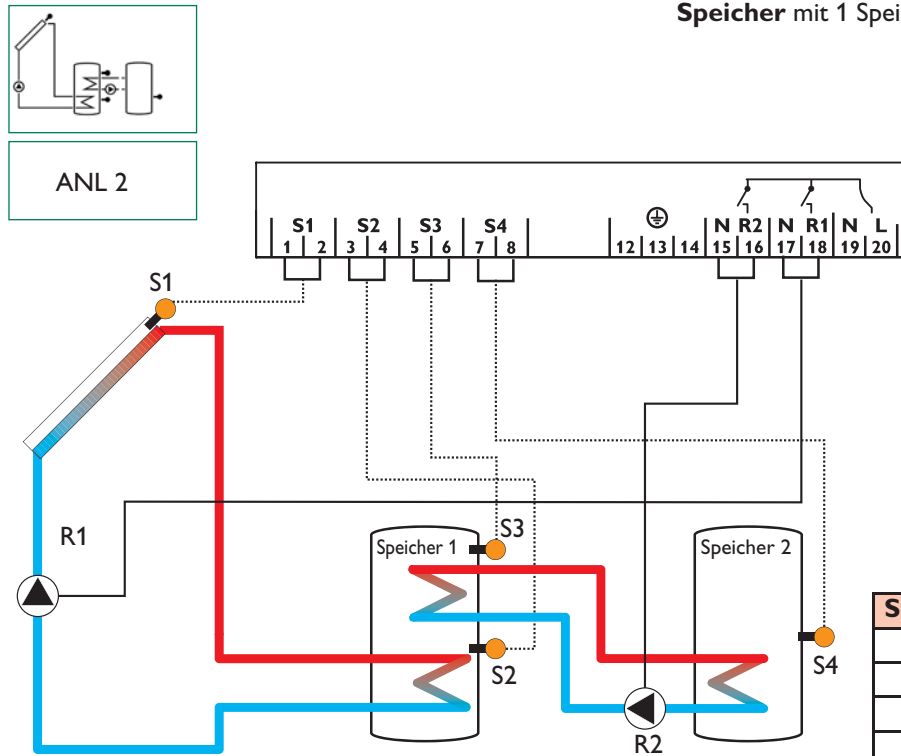 Speicher mit 1 Spei
ANL 2
S1 S2 S3 S4 N R2 N R1 N L
1 2 3 4 5 6 7 8 12 13 14 15 16 17 18 19 20
S1
R1
S3
Speicher 1
Speicher 2
S
S2
S4
R2